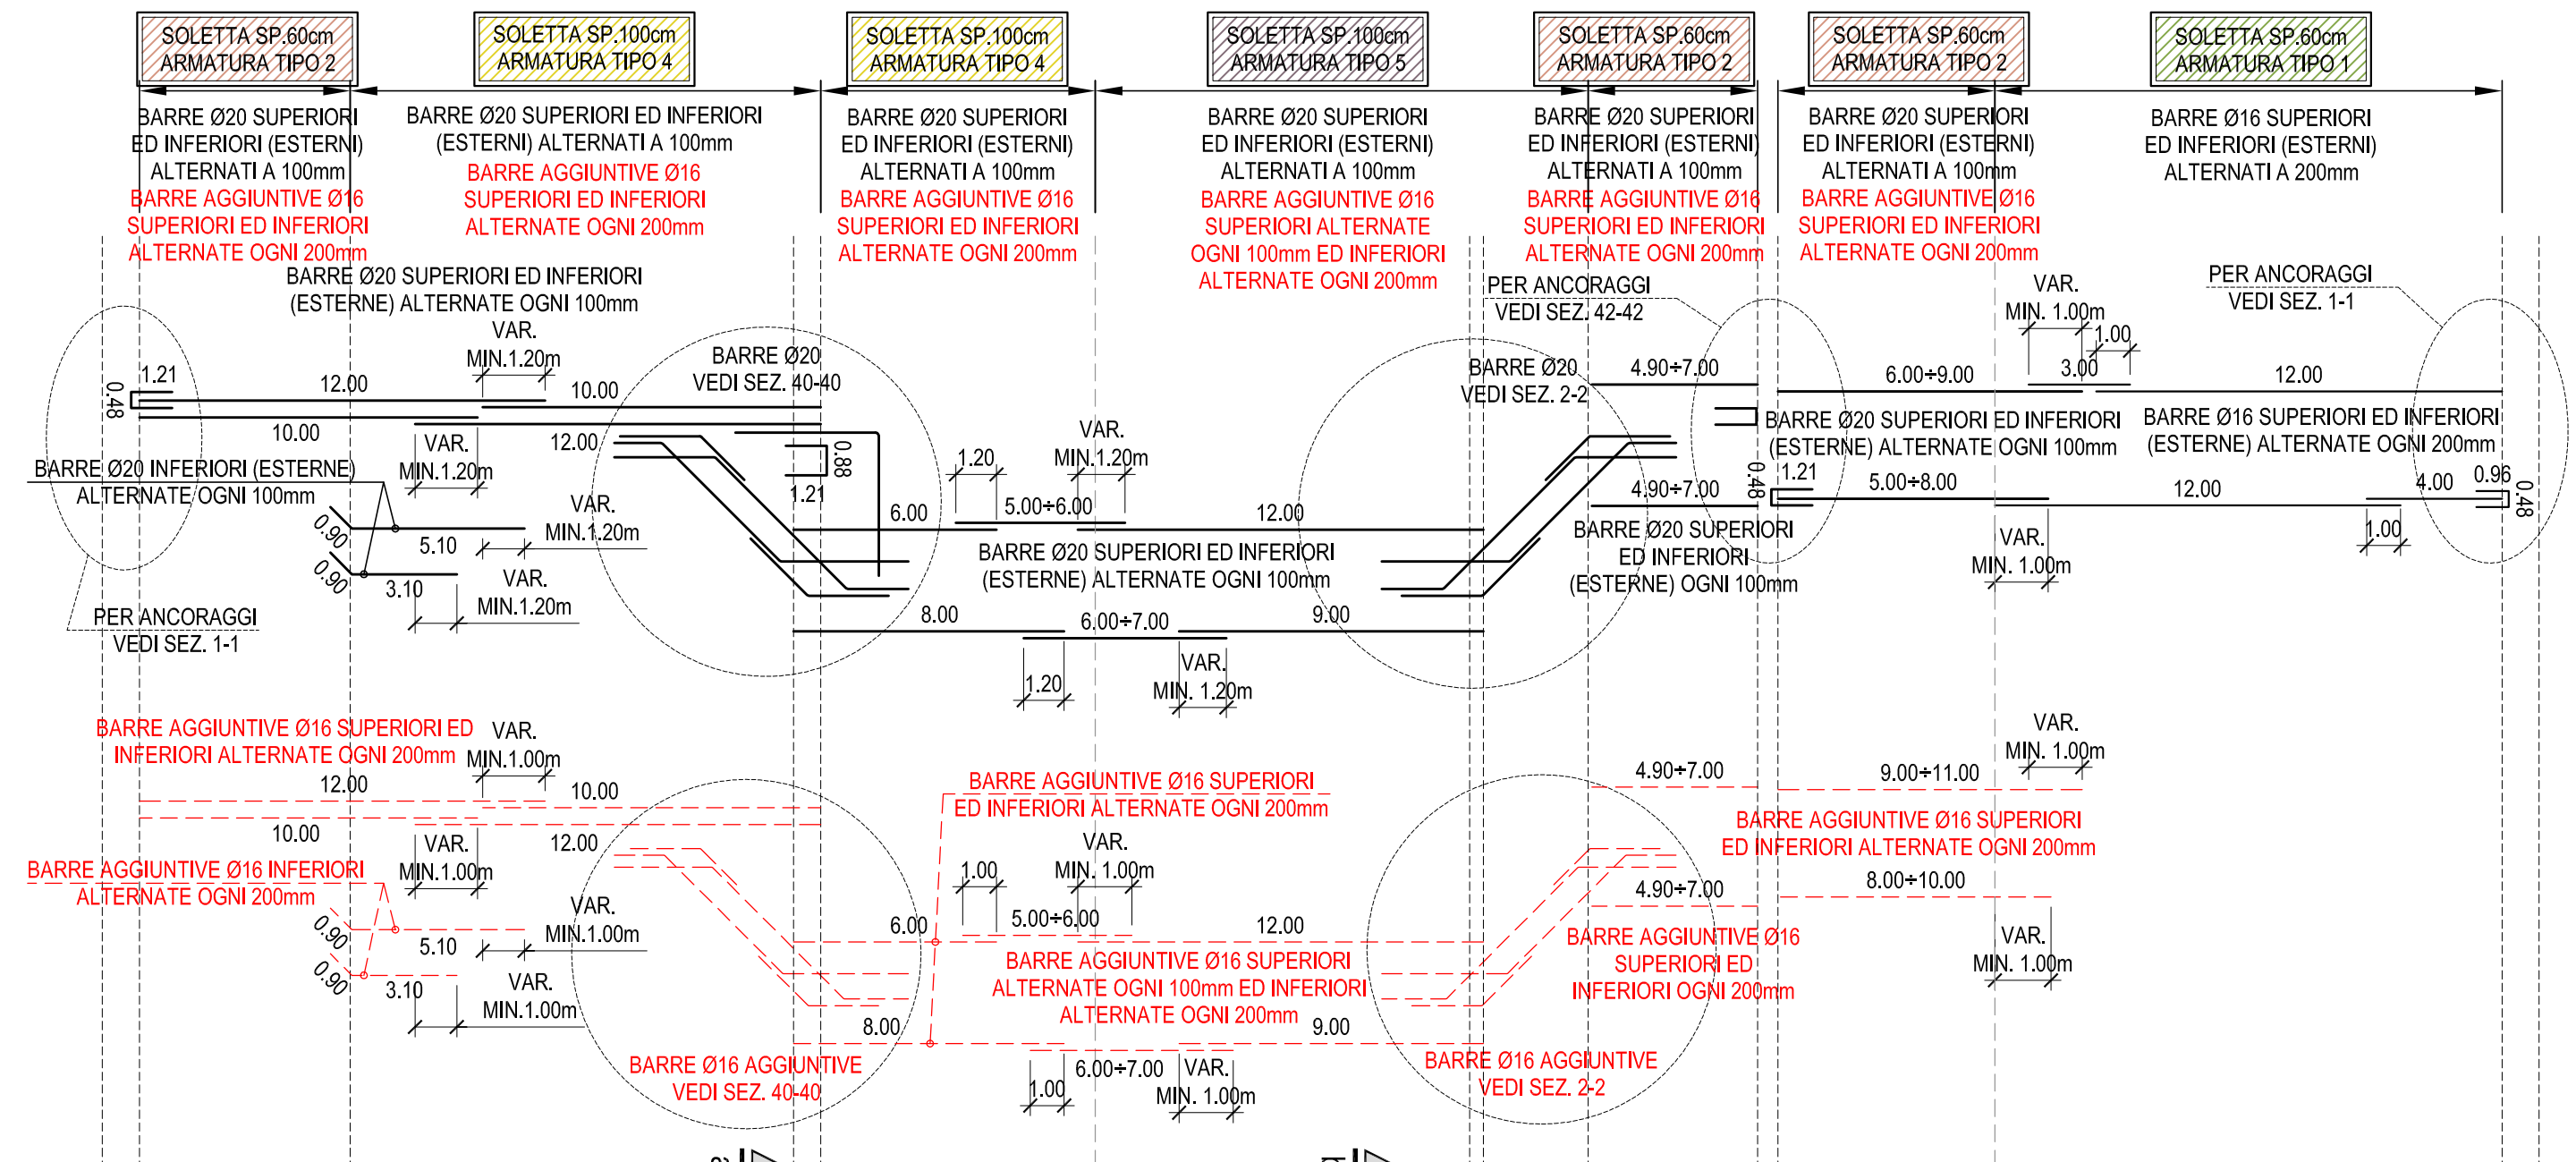 SOLETTA SP.60cm
ARMATURA TIPO 2
SOLETTA SP.100cm
ARMATURA TIPO 4
SOLETTA SP.100cm
ARMATURA TIPO 4
SOLETTA SP.100cm
ARMATURA TIPO 5
SOLETTA SP.60cm
ARMATURA TIPO 2
SOLETTA SP.60cm
ARMATURA TIPO 2
SOLETTA SP.60cm
ARMATURA TIPO 1
BARRE Ø20 SUPERIORI
ED INFERIORI (ESTERNI)
ALTERNATI A 100mm
BARRE AGGIUNTIVE Ø16
SUPERIORI ED INFERIORI
ALTERNATE OGNI 200mm
BARRE Ø20 SUPERIORI ED INFERIORI
(ESTERNI) ALTERNATI A 100mm
BARRE AGGIUNTIVE Ø16
SUPERIORI ED INFERIORI
ALTERNATE OGNI 200mm
BARRE Ø20 SUPERIORI
ED INFERIORI (ESTERNI)
ALTERNATI A 100mm
BARRE AGGIUNTIVE Ø16
SUPERIORI ED INFERIORI
ALTERNATE OGNI 200mm
BARRE Ø20 SUPERIORI
ED INFERIORI (ESTERNI)
ALTERNATI A 100mm
BARRE AGGIUNTIVE Ø16
SUPERIORI ALTERNATE
OGNI 100mm ED INFERIORI
ALTERNATE OGNI 200mm
BARRE Ø20 SUPERIORI
ED INFERIORI (ESTERNI)
ALTERNATI A 100mm
BARRE AGGIUNTIVE Ø16
SUPERIORI ED INFERIORI
ALTERNATE OGNI 200mm
BARRE Ø20 SUPERIORI
ED INFERIORI (ESTERNI)
ALTERNATI A 100mm
BARRE AGGIUNTIVE Ø16
SUPERIORI ED INFERIORI
ALTERNATE OGNI 200mm
BARRE Ø16 SUPERIORI
ED INFERIORI (ESTERNI)
ALTERNATI A 200mm
BARRE Ø20 SUPERIORI ED INFERIORI
(ESTERNE) ALTERNATE OGNI 100mm
VAR.
MIN.1.20m
1.21
0.48
12.00
10.00
10.00
12.00
VAR.
MIN.1.20m
BARRE Ø20
VEDI SEZ. 40-40
0.88
1.21
BARRE Ø20 INFERIORI (ESTERNE)
ALTERNATE OGNI 100mm
0.90
5.10
VAR.
MIN.1.20m
0.90
3.10
VAR.
MIN.1.20m
PER ANCORAGGI
VEDI SEZ. 1-1
6.00
1.20
5.00÷6.00
VAR.
MIN.1.20m
12.00
BARRE Ø20 SUPERIORI ED INFERIORI
(ESTERNE) ALTERNATE OGNI 100mm
8.00
6.00÷7.00
9.00
1.20
VAR.
MIN. 1.20m
PER ANCORAGGI
VEDI SEZ. 42-42
BARRE Ø20
VEDI SEZ. 2-2
4.90÷7.00
4.90÷7.00
BARRE Ø20 SUPERIORI
ED INFERIORI
(ESTERNE) OGNI 100mm
VAR.
MIN. 1.00m
1.00
6.00÷9.00
3.00
12.00
PER ANCORAGGI
VEDI SEZ. 1-1
BARRE Ø20 SUPERIORI ED INFERIORI
(ESTERNE) ALTERNATE OGNI 100mm
BARRE Ø16 SUPERIORI ED INFERIORI
(ESTERNE) ALTERNATE OGNI 200mm
0.48
1.21
5.00÷8.00
12.00
4.00
0.96
0.48
1.00
VAR.
MIN. 1.00m
BARRE AGGIUNTIVE Ø16 SUPERIORI ED
INFERIORI ALTERNATE OGNI 200mm
VAR.
MIN.1.00m
12.00
10.00
10.00
12.00
VAR.
MIN.1.00m
BARRE AGGIUNTIVE Ø16 INFERIORI
ALTERNATE OGNI 200mm
0.90
5.10
VAR.
MIN.1.00m
0.90
3.10
VAR.
MIN.1.00m
BARRE Ø16 AGGIUNTIVE
VEDI SEZ. 40-40
BARRE AGGIUNTIVE Ø16 SUPERIORI
ED INFERIORI ALTERNATE OGNI 200mm
1.00
VAR.
MIN. 1.00m
6.00
5.00÷6.00
12.00
BARRE AGGIUNTIVE Ø16 SUPERIORI
ALTERNATE OGNI 100mm ED INFERIORI
ALTERNATE OGNI 200mm
8.00
9.00
6.00÷7.00
1.00
VAR.
MIN. 1.00m
BARRE Ø16 AGGIUNTIVE
VEDI SEZ. 2-2
4.90÷7.00
4.90÷7.00
BARRE AGGIUNTIVE Ø16
SUPERIORI ED
INFERIORI OGNI 200mm
9.00÷11.00
VAR.
MIN. 1.00m
BARRE AGGIUNTIVE Ø16 SUPERIORI
ED INFERIORI ALTERNATE OGNI 200mm
8.00÷10.00
VAR.
MIN. 1.00m